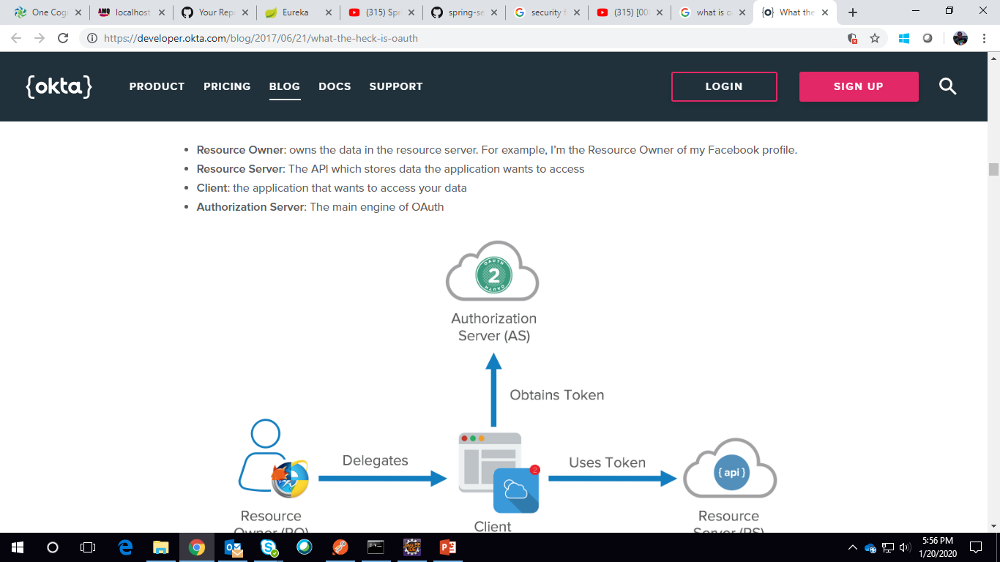 One Cogn
localhost
Your Repo
Eureka
(315) Spri
spring-se
security f
(315) [00
what is o
What the
https://developer.okta.com/blog/2017/06/21/what-the-heck-is-oauth
{okta}
PRODUCT PRICING BLOG DOCS SUPPORT
LOGIN
SIGN UP
• Resource Owner: owns the data in the resource server. For example, I'm the Resource Owner of my Facebook profile.
• Resource Server: The API which stores data the application wants to access
• Client: the application that wants to access your data
• Authorization Server: The main engine of OAuth
OAUTH
2
OAUTH
Authorization
Server (AS)
Obtains Token
Delegates
2
Uses Token
{api}
Resource
Owner (RO)
Client
Resource
Server (RS)
5:56 PM
1/20/2020